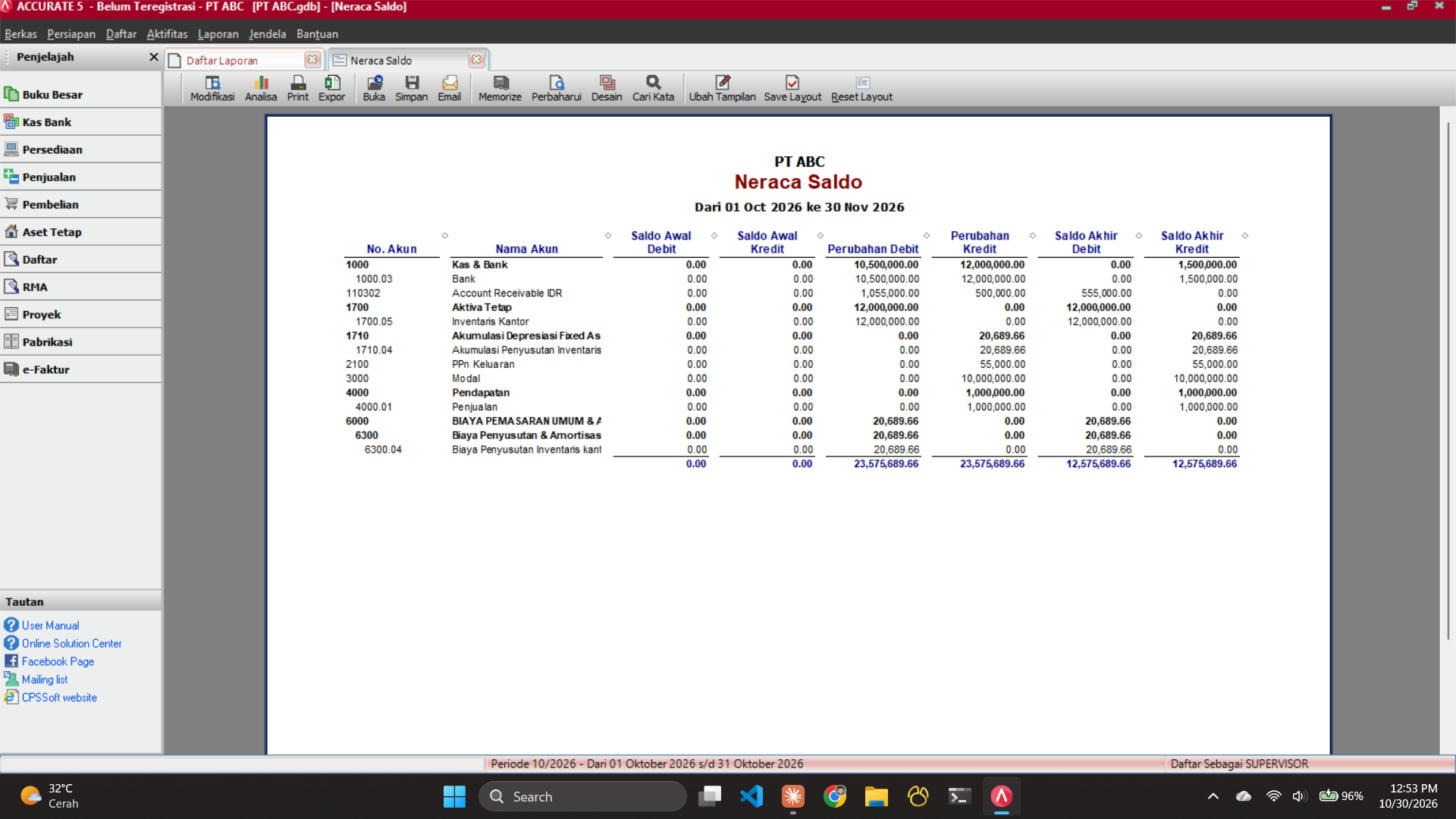 ACCURATE 5 - Belum Teregistrasi - PT ABC [PT ABC.gdb] - [Neraca Saldo]
Berkas Persiapan Daftar Aktifitas Laporan Jendela Bantuan
Penjelajah
Daftar Laporan
Neraca Saldo
Modifikasi Analisa Print Expor Buka Simpan Email Memorize Perbaharui Desain Cari Kata Ubah Tampilan Save Layout Reset Layout
Buku Besar
Kas Bank
Persediaan
Penjualan
Pembelian
Aset Tetap
Daftar
RMA
Proyek
Pabrikasi
e-Faktur
Tautan
User Manual
Online Solution Center
Facebook Page
Mailing list
CPSSoft website
PT ABC
Neraca Saldo
Dari 01 Oct 2026 ke 30 Nov 2026
No. Akun Nama Akun Saldo Awal Debit Saldo Awal Kredit Perubahan Debit Perubahan Kredit Saldo Akhir Debit Saldo Akhir Kredit
1000 Kas & Bank 0.00 0.00 10,500,000.00 12,000,000.00 0.00 1,500,000.00
1000.03 Bank 0.00 0.00 10,500,000.00 12,000,000.00 0.00 1,500,000.00
110302 Account Receivable IDR 0.00 0.00 1,055,000.00 500,000.00 555,000.00 0.00
1700 Aktiva Tetap 0.00 0.00 12,000,000.00 0.00 12,000,000.00 0.00
1700.05 Inventaris Kantor 0.00 0.00 12,000,000.00 0.00 12,000,000.00 0.00
1710 Akumulasi Depresiasi Fixed As 0.00 0.00 0.00 20,689.66 0.00 20,689.66
1710.04 Akumulasi Penyusutan Inventaris 0.00 0.00 0.00 20,689.66 0.00 20,689.66
2100 PPn Keluaran 0.00 0.00 0.00 55,000.00 0.00 55,000.00
3000 Modal 0.00 0.00 0.00 10,000,000.00 0.00 10,000,000.00
4000 Pendapatan 0.00 0.00 0.00 1,000,000.00 0.00 1,000,000.00
4000.01 Penjualan 0.00 0.00 0.00 1,000,000.00 0.00 1,000,000.00
6000 BIAYA PEMASARAN UMUM & A 0.00 0.00 20,689.66 0.00 20,689.66 0.00
6300 Biaya Penyusutan & Amortisas 0.00 0.00 20,689.66 0.00 20,689.66 0.00
6300.04 Biaya Penyusutan Inventaris kant 0.00 0.00 20,689.66 0.00 20,689.66 0.00
0.00 0.00 23,575,689.66 23,575,689.66 12,575,689.66 12,575,689.66
Periode 10/2026 - Dari 01 Oktober 2026 s/d 31 Oktober 2026
Daftar Sebagai SUPERVISOR
32°C
Cerah
Search
96%
12:53 PM
10/30/2026